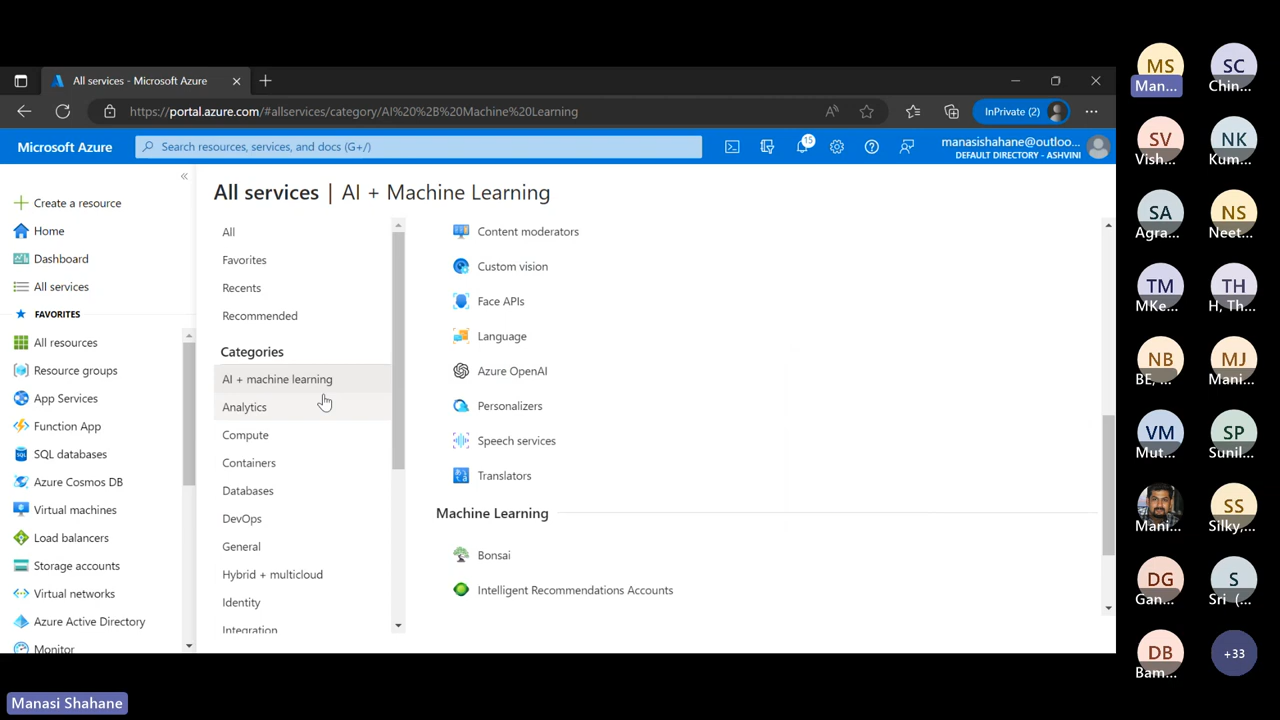 All services - Microsoft Azure
https://portal.azure.com/#allservices/category/AI%20%2B%20Machine%20Learning
InPrivate (2)
Microsoft Azure
Search resources, services, and docs (G+/)
15
manasishahane@outloo...
DEFAULT DIRECTORY - ASHVINI
Create a resource
Home
Dashboard
All services
FAVORITES
All resources
Resource groups
App Services
Function App
SQL databases
Azure Cosmos DB
Virtual machines
Load balancers
Storage accounts
Virtual networks
Azure Active Directory
Monitor
All services | AI + Machine Learning
All
Favorites
Recents
Recommended
Categories
AI + machine learning
Analytics
Compute
Containers
Databases
DevOps
General
Hybrid + multicloud
Identity
Integration
Content moderators
Custom vision
Face APIs
Language
Azure OpenAI
Personalizers
Speech services
Translators
Machine Learning
Bonsai
Intelligent Recommendations Accounts
MS
Man...
SC
Chin...
SV
Vish...
NK
Kum...
SA
Agra...
NS
Neet...
TM
MKe...
TH
H, Th...
NB
BE, ...
MJ
Mani...
VM
Mut...
SP
Sunil...
Mani...
SS
Silky,...
DG
Gan...
S
Sri (...
DB
Bam...
+33
Manasi Shahane